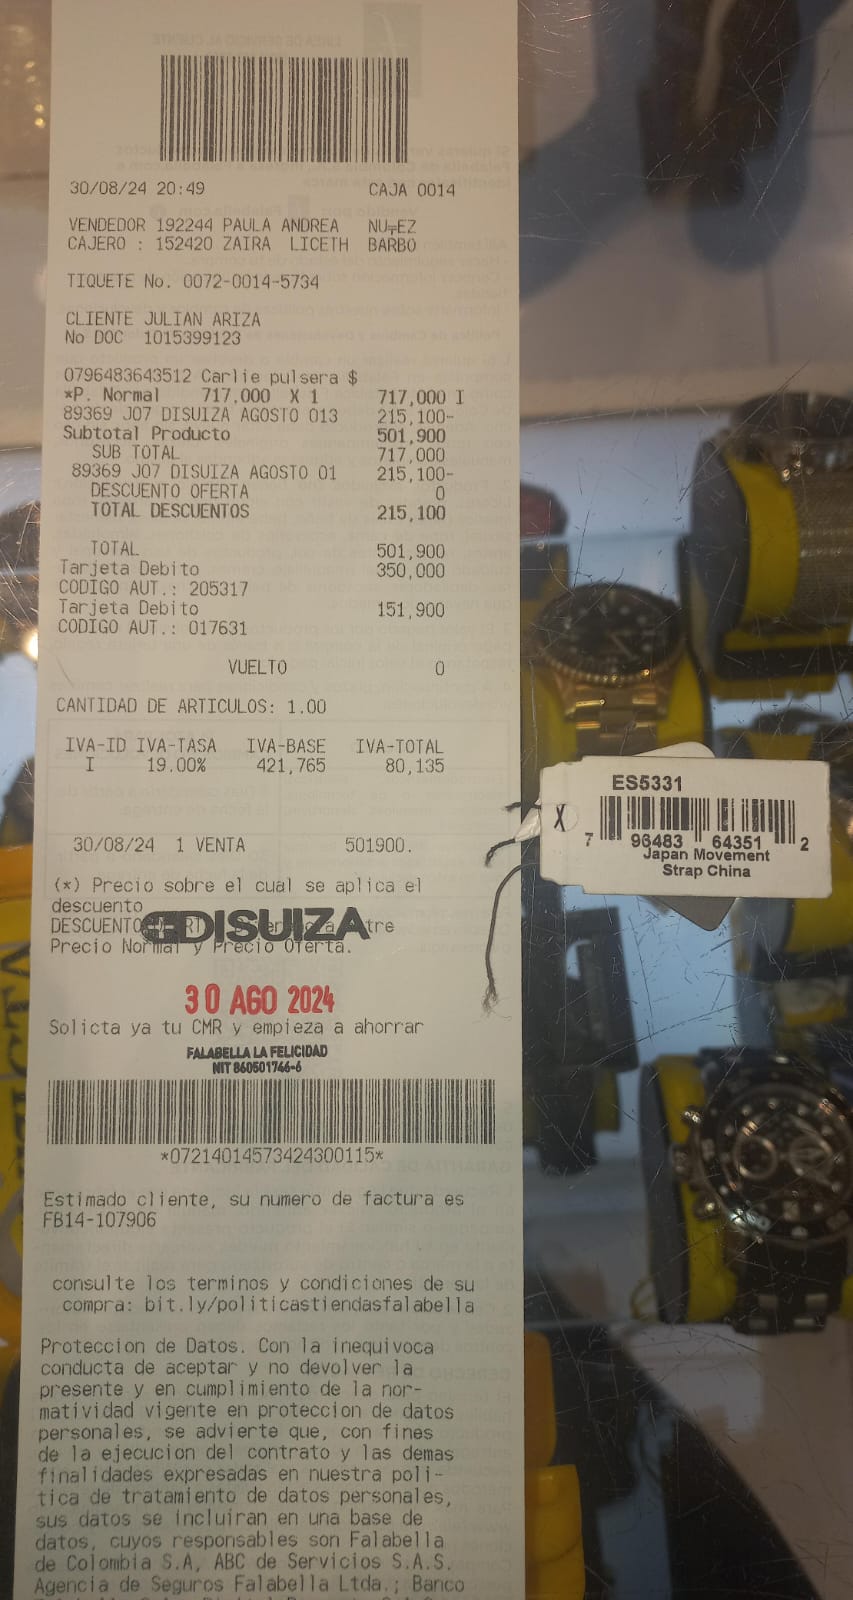 30/08/24 20:49 CAJA 0014
VENDEDOR 192244 PAULA ANDREA NU╤EZ
CAJERO : 152420 ZAIRA LICETH BARBO
TIQUETE No. 0072-0014-5734
CLIENTE JULIAN ARIZA
No DOC 1015399123
0796483643512 Carlie pulsera $
*P. Normal 717,000 X 1 717,000 I
89369 J07 DISUIZA AGOSTO 013 215,100-
Subtotal Producto 501,900
SUB TOTAL 717,000
89369 J07 DISUIZA AGOSTO 01 215,100-
DESCUENTO OFERTA 0
TOTAL DESCUENTOS 215,100
TOTAL 501,900
Tarjeta Debito 350,000
CODIGO AUT.: 205317
Tarjeta Debito 151,900
CODIGO AUT.: 017631
VUELTO 0
CANTIDAD DE ARTICULOS: 1.00
IVA-ID IVA-TASA IVA-BASE IVA-TOTAL
I 19.00% 421,765 80,135
30/08/24 1 VENTA 501900.
(*) Precio sobre el cual se aplica el
descuento
DESCUENTO
DISUIZA
Precio Normal y Precio Oferta.
30 AGO 2024
Solicta ya tu CMR y empieza a ahorrar
FALABELLA LA FELICIDAD
NIT 860501746-6
*07214014573424300115*
Estimado cliente, su numero de factura es
FB14-107906
consulte los terminos y condiciones de su
compra: bit.ly/politicastiendasfalabella
Proteccion de Datos. Con la inequivoca
conducta de aceptar y no devolver la
presente y en cumplimiento de la nor-
matividad vigente en proteccion de datos
personales, se advierte que, con fines
de la ejecucion del contrato y las demas
finalidades expresadas en nuestra poli-
tica de tratamiento de datos personales,
sus datos se incluiran en una base de
datos, cuyos responsables son Falabella
de Colombia S.A, ABC de Servicios S.A.S.
Agencia de Seguros Falabella Ltda.; Banco
ES5331
X
7 96483 64351 2
Japan Movement
Strap China